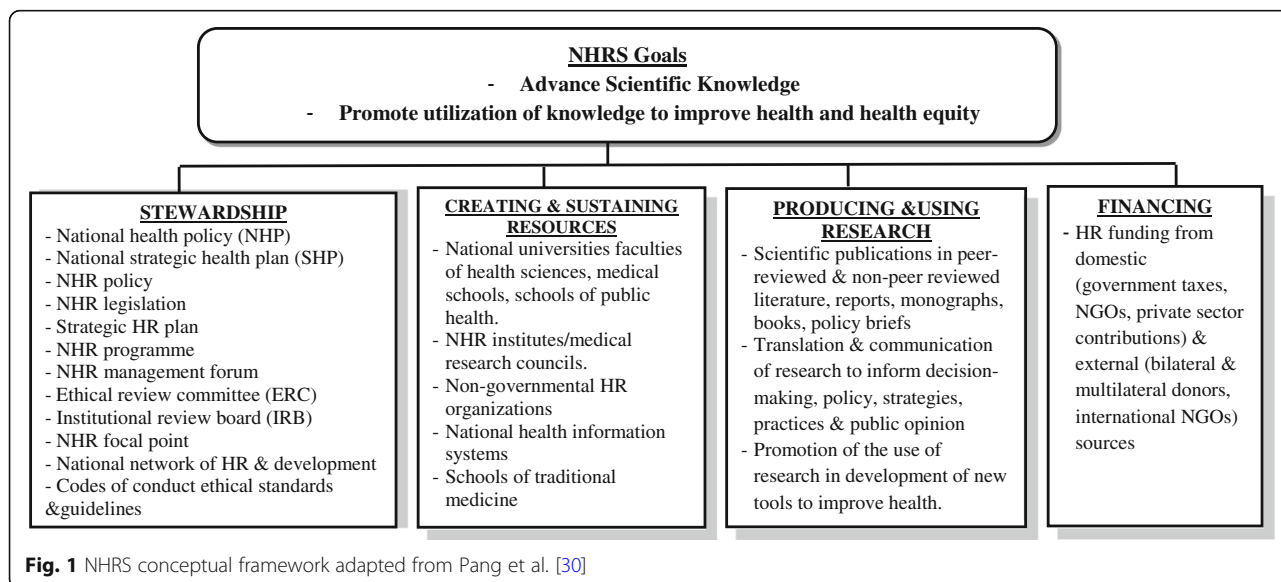 NHRS Goals
- Advance Scientific Knowledge
- Promote utilization of knowledge to improve health and health equity
STEWARDSHIP
- National health policy (NHP)
- National strategic health plan (SHP)
- NHR policy
- NHR legislation
- Strategic HR plan
- NHR programme
- NHR management forum
- Ethical review committee (ERC)
- Institutional review board (IRB)
- NHR focal point
- National network of HR & development
- Codes of conduct ethical standards
&guidelines
CREATING & SUSTAINING
RESOURCES
- National universities faculties
of health sciences, medical
schools, schools of public
health.
- NHR institutes/medical
research councils.
- Non-governmental HR
organizations
- National health information
systems
- Schools of traditional
medicine
PRODUCING &USING
RESEARCH
- Scientific publications in peer-
reviewed & non-peer reviewed
literature, reports, monographs,
books, policy briefs
- Translation & communication
of research to inform decision-
making, policy, strategies,
practices & public opinion
- Promotion of the use of
research in development of new
tools to improve health.
FINANCING
- HR funding from
domestic
(government taxes,
NGOs, private sector
contributions) &
external (bilateral &
multilateral donors,
international NGOs)
sources
Fig. 1 NHRS conceptual framework adapted from Pang et al. [30]